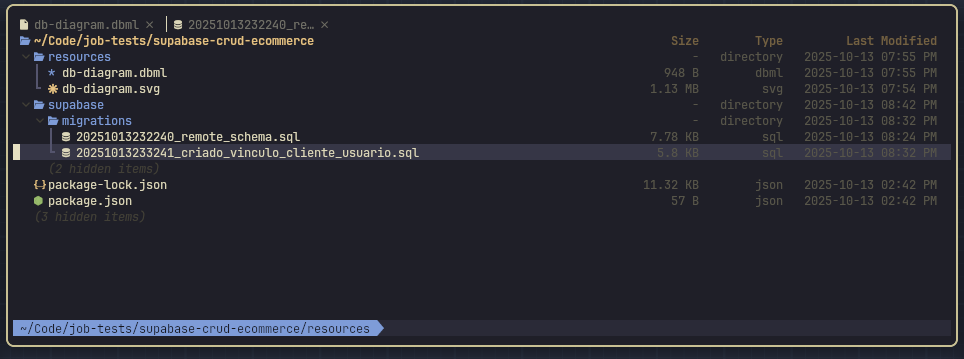 db-diagram.dbml × 20251013232240_re… ×
~/Code/job-tests/supabase-crud-ecommerce Size Type Last Modified
resources - directory 2025-10-13 07:55 PM
* db-diagram.dbml 948 B dbml 2025-10-13 07:55 PM
db-diagram.svg 1.13 MB svg 2025-10-13 07:54 PM
supabase - directory 2025-10-13 08:42 PM
migrations - directory 2025-10-13 08:32 PM
20251013232240_remote_schema.sql 7.78 KB sql 2025-10-13 08:24 PM
20251013233241_criado_vinculo_cliente_usuario.sql 5.8 KB sql 2025-10-13 08:32 PM
(2 hidden items)
{} package-lock.json 11.32 KB json 2025-10-13 02:42 PM
package.json 57 B json 2025-10-13 02:42 PM
(3 hidden items)
~/Code/job-tests/supabase-crud-ecommerce/resources